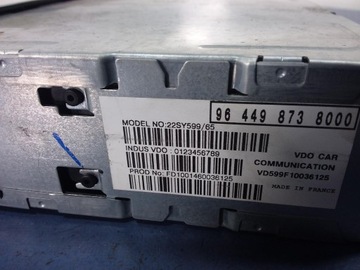 96 449 873 8000
MODEL NO:22SY599/65
VDO CAR
INDUS VDO : 0123456789
COMMUNICATION
PROD No: FD1001460036125
VD599F10036125
MADE IN FRANCE